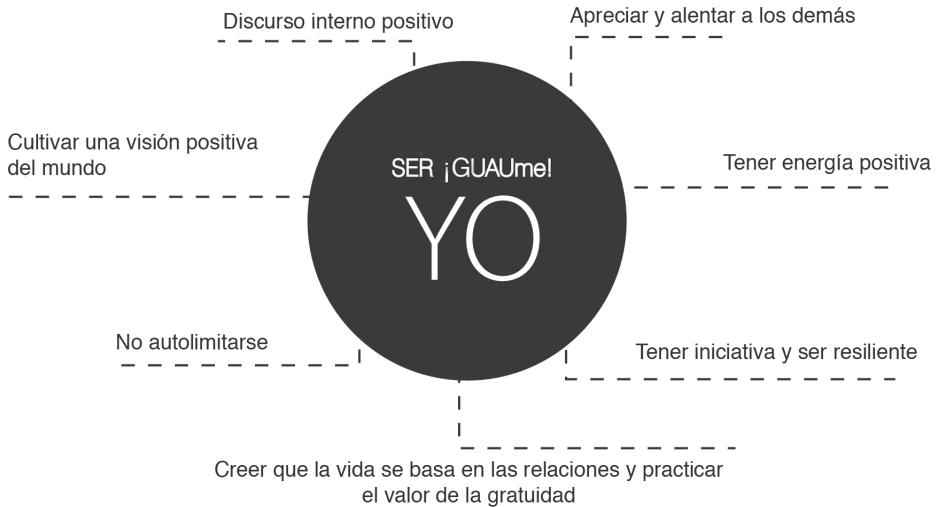 Discurso interno positivo
Apreciar y alentar a los demás
Cultivar una visión positiva
del mundo
SER ¡GUAUme!
YO
Tener energía positiva
No autolimitarse
Tener iniciativa y ser resiliente
Creer que la vida se basa en las relaciones y practicar
el valor de la gratuidad